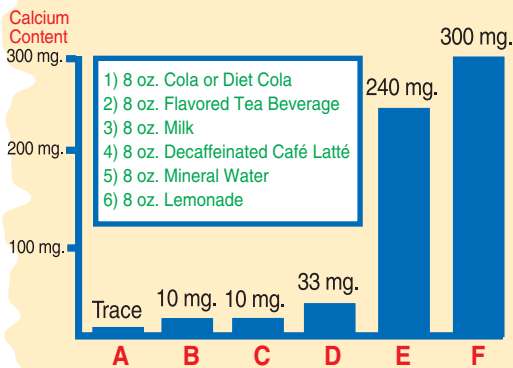 Calcium
Content
300 mg.
200 mg.
100 mg.
1) 8 oz. Cola or Diet Cola
2) 8 oz. Flavored Tea Beverage
3) 8 oz. Milk
4) 8 oz. Decaffeinated Café Latté
5) 8 oz. Mineral Water
6) 8 oz. Lemonade
Trace
10 mg.
10 mg.
33 mg.
240 mg.
300 mg.
A B C D E F